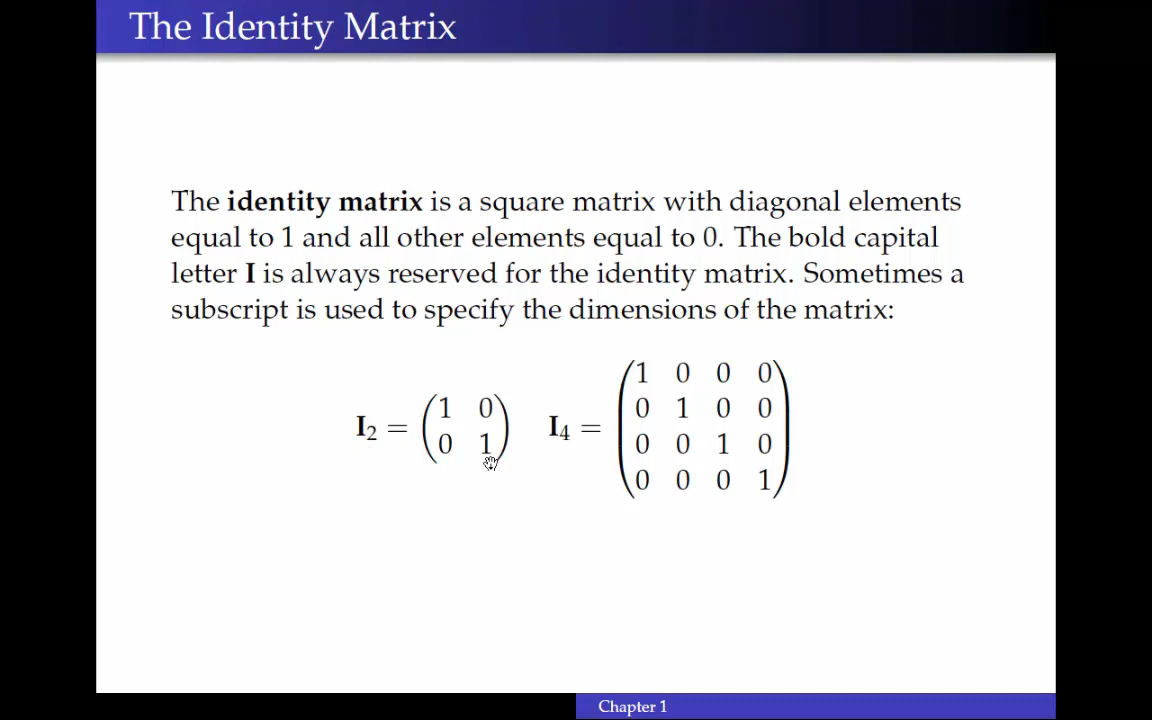 The Identity Matrix
The identity matrix is a square matrix with diagonal elements
equal to 1 and all other elements equal to 0. The bold capital
letter I is always reserved for the identity matrix. Sometimes a
subscript is used to specify the dimensions of the matrix:
I₂ = (1 0
0 1)
I₄ = (1 0 0 0
0 1 0 0
0 0 1 0
0 0 0 1)
Chapter 1